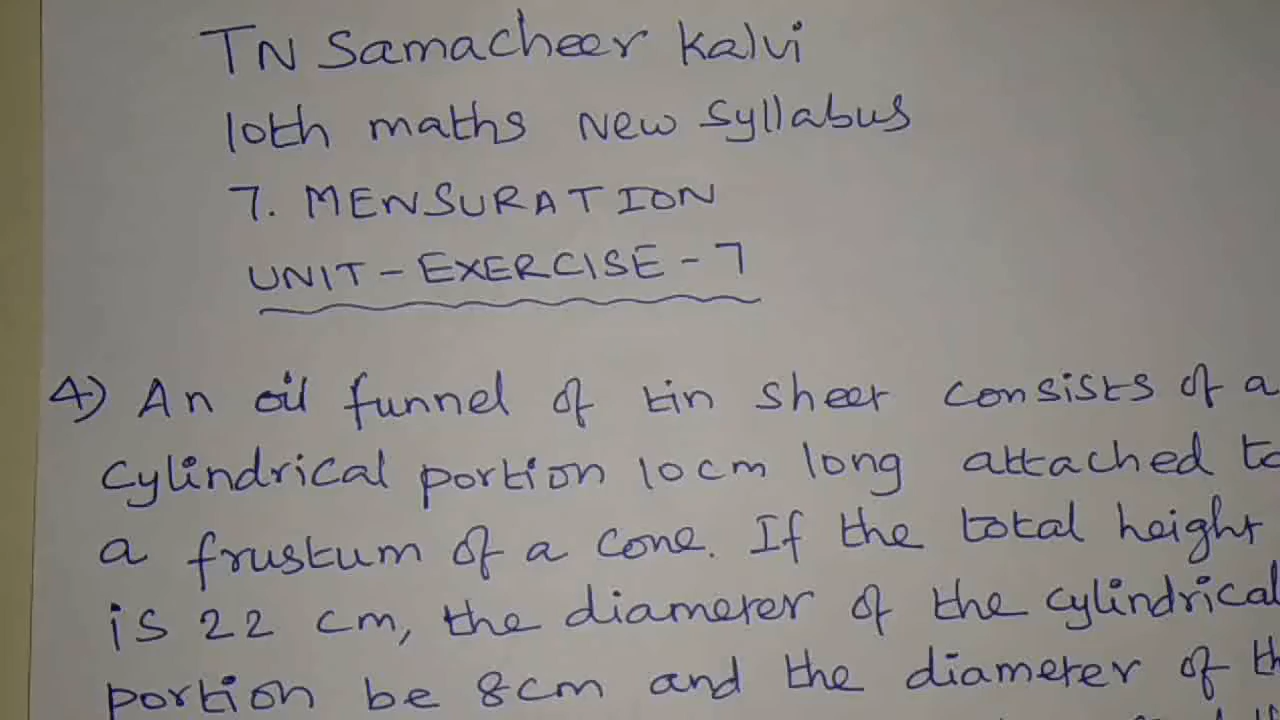 TN Samacheer Kalvi
10th maths New Syllabus
7. MENSURATION
UNIT - EXERCISE - 7
4) An oil funnel of tin sheet consists of a
cylindrical portion 10cm long attached to
a frustum of a cone. If the total height
is 22 cm, the diameter of the cylindrical
portion be 8cm and the diameter of